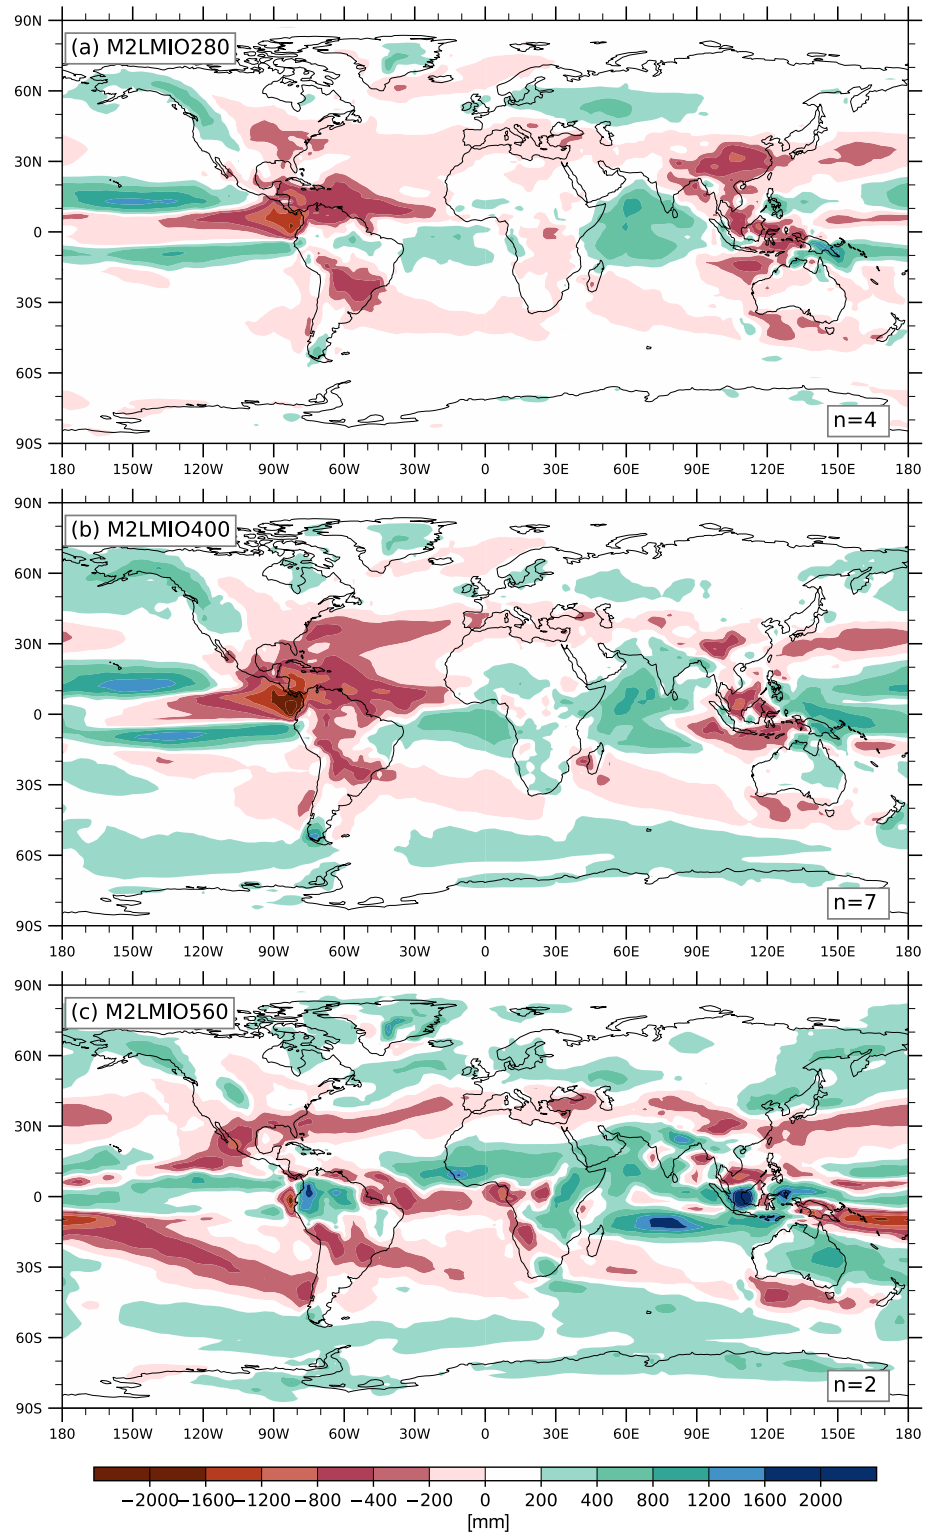 (a) M2LMIO280
60N
30N
0
30S
60S
90S
n=4
180 150W 120W 90W 60W 30W 0 30E 60E 90E 120E 150E 180
90N
(b) M2LMIO400
60N
30N
0
30S
60S
90S
n=7
180 150W 120W 90W 60W 30W 0 30E 60E 90E 120E 150E 180
90N
(c) M2LMIO560
60N
30N
0
30S
60S
90S
n=2
180 150W 120W 90W 60W 30W 0 30E 60E 90E 120E 150E 180
−2000 −1600 −1200 −800 −400 −200 0 200 400 800 1200 1600 2000
[mm]